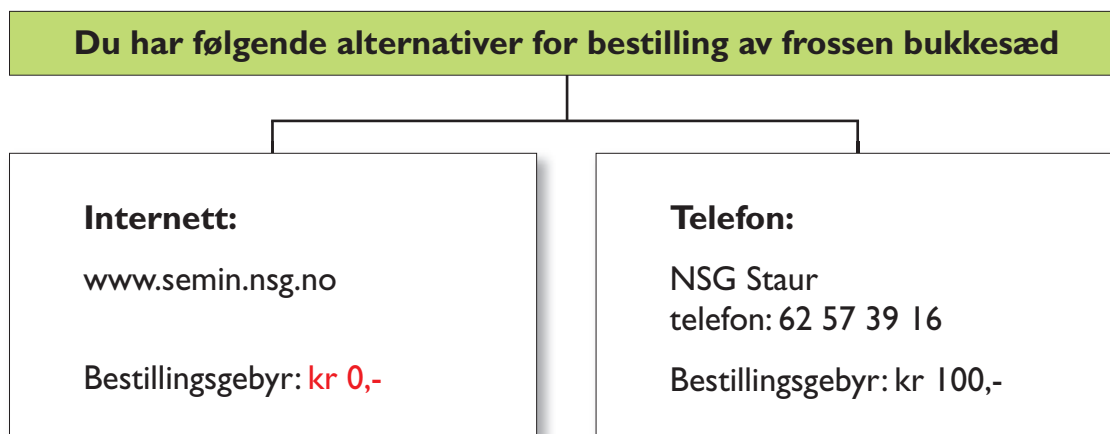 Du har følgende alternativer for bestilling av frossen bukkesæd
Internett:
www.semin.nsg.no
Bestillingsgebyr: kr 0,-
Telefon:
NSG Staur
telefon: 62 57 39 16
Bestillingsgebyr: kr 100,-